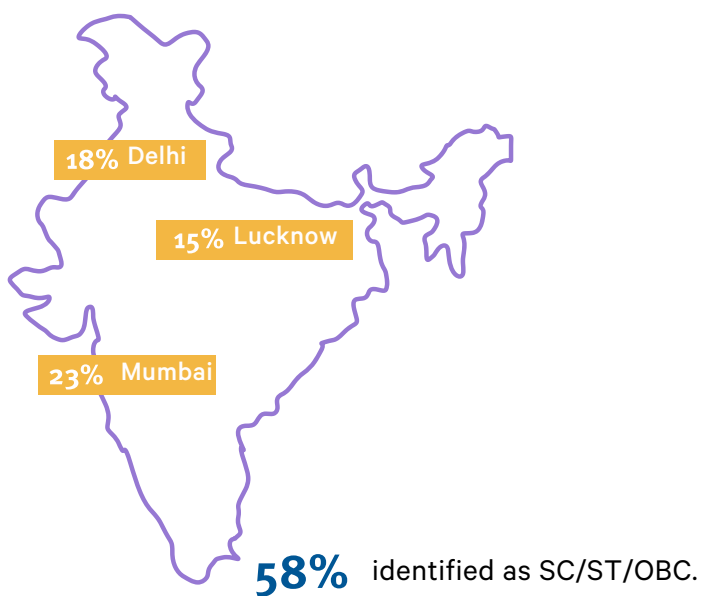 18% Delhi
15% Lucknow
23% Mumbai
58% identified as SC/ST/OBC.